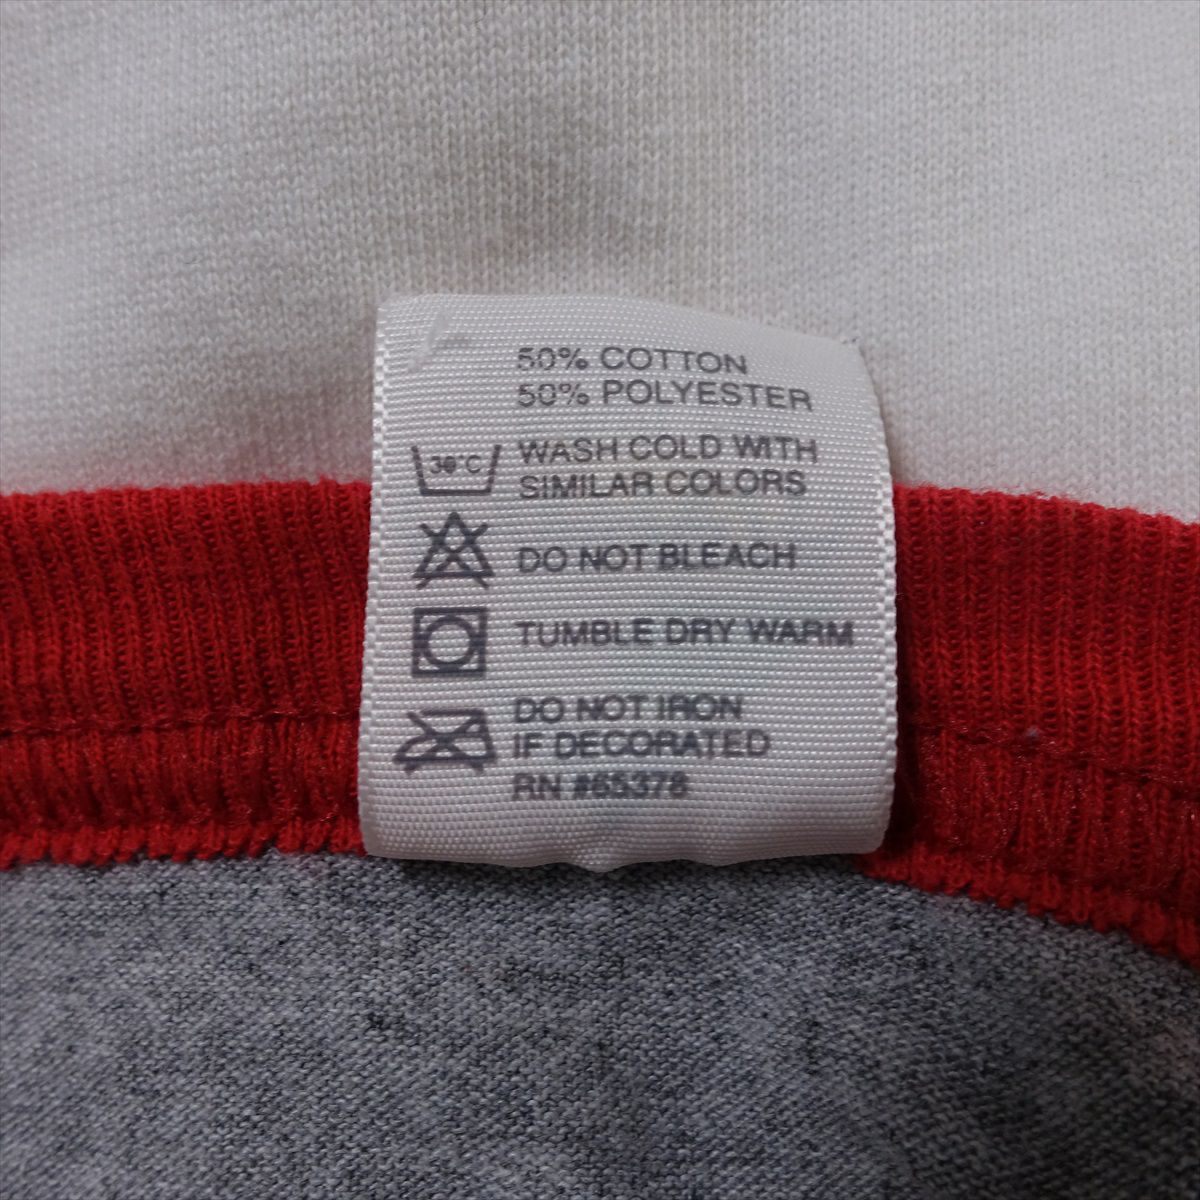 50% COTTON
50% POLYESTER
30°C
WASH COLD WITH
SIMILAR COLORS
DO NOT BLEACH
TUMBLE DRY WARM
DO NOT IRON
IF DECORATED
RN #65378